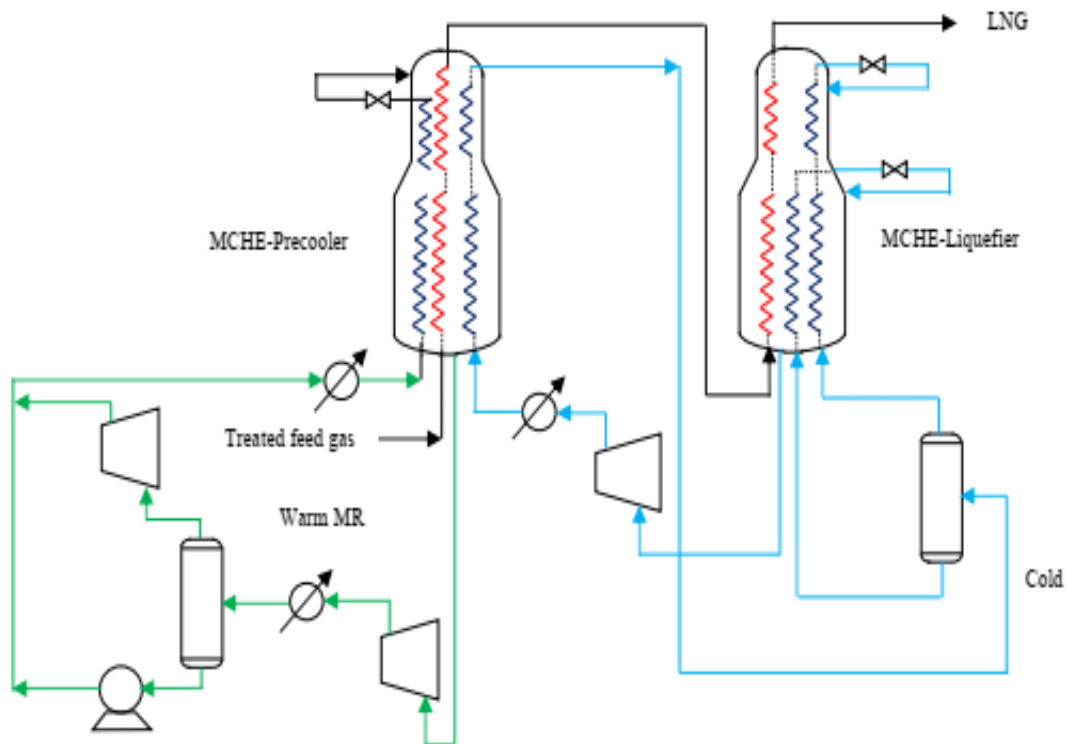 LNG
MCHE-Precooler
MCHE-Liquefier
Treated feed gas
Warm MR
Cold